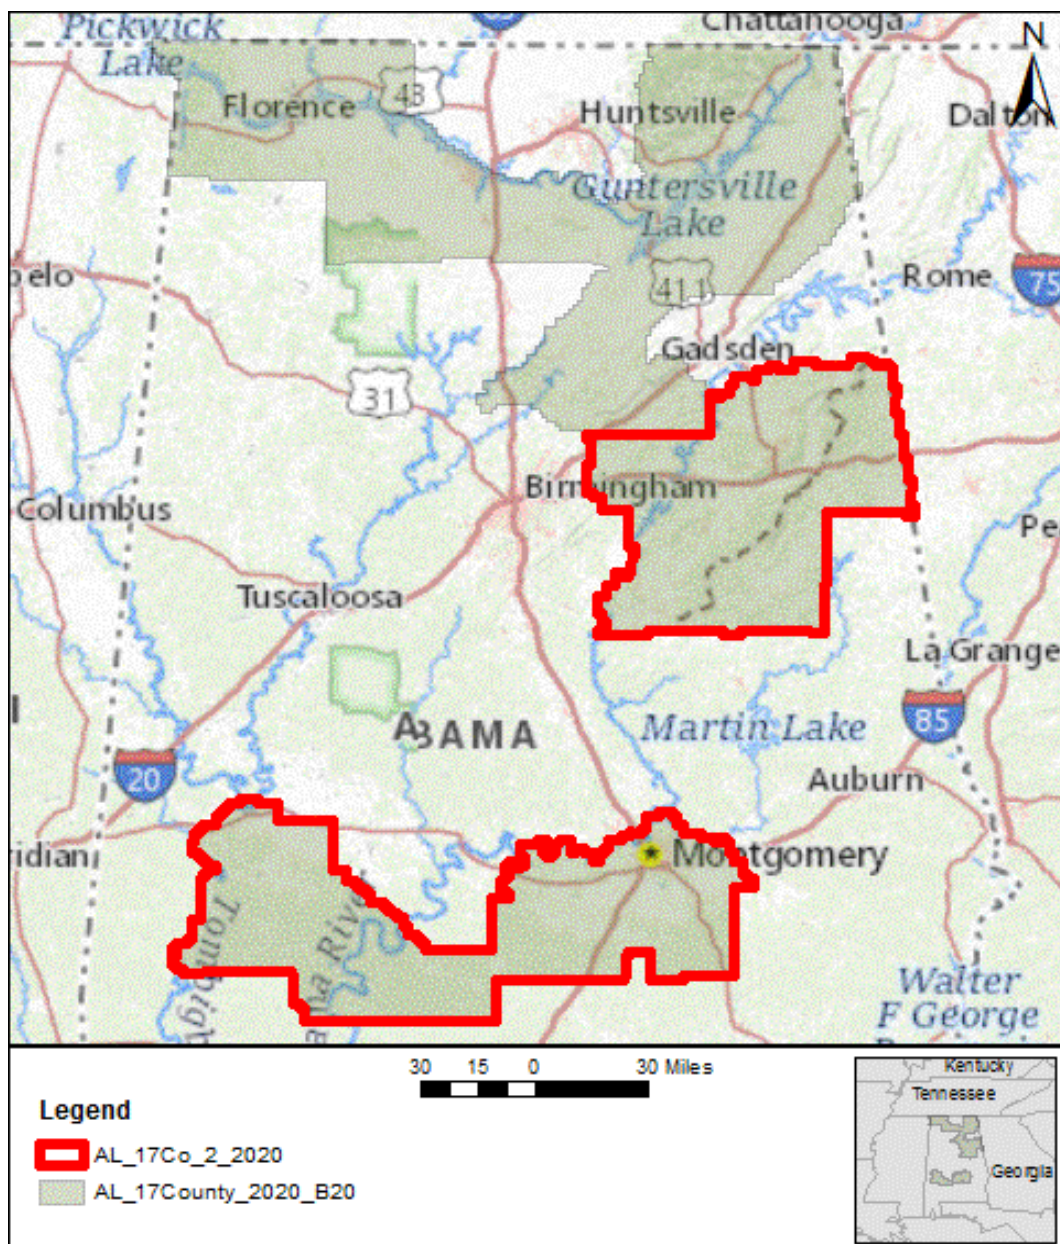 Pickwick
Lake
Chattanooga
N
Florence
43
Huntsville
Dalton
Guntersville
Lake
Rome
75
411
Gadsden
31
Birmingham
Columbus
Tuscaloosa
La Grange
85
Martin Lake
ABAMA
20
Auburn
Montgomery
Walter
F George
30 15 0 30 Miles
Legend
AL_17Co_2_2020
AL_17County_2020_B20
Kentucky
Tennessee
Georgia